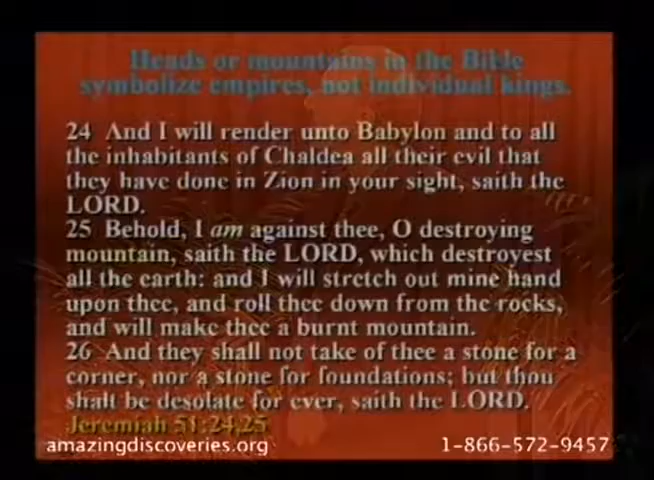 Heads or mountains in the Bible
symbolize empires, not individual kings.
24 And I will render unto Babylon and to all
the inhabitants of Chaldea all their evil that
they have done in Zion in your sight, saith the
LORD.
25 Behold, I am against thee, O destroying
mountain, saith the LORD, which destroyest
all the earth: and I will stretch out mine hand
upon thee, and roll thee down from the rocks,
and will make thee a burnt mountain.
26 And they shall not take of thee a stone for a
corner, nor a stone for foundations; but thou
shalt be desolate for ever, saith the LORD.
Jeremiah 51:24,25
amazingdiscoveries.org 1-866-572-9457